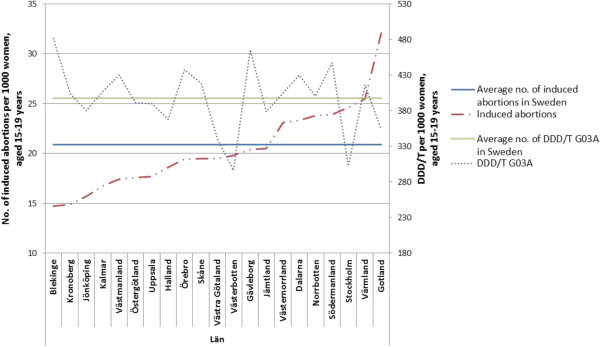 No. of induced abortions per 1000 women,
aged 15-19 years
35
30
25
20
15
10
530
480
430
380
330
280
230
180
DDD/T per 1000 women,
aged 15-19 years
Average no. of induced
abortions in Sweden
Induced abortions
Average no. of DDD/T G03A
in Sweden
DDD/T G03A
Blekinge
Kronoberg
Jönköping
Kalmar
Västmanland
Östergötland
Uppsala
Halland
Örebro
Skåne
Västra Götaland
Västerbotten
Gävleborg
Jämtland
Västernorrland
Dalarna
Norrbotten
Södermanland
Stockholm
Värmland
Gotland
Län